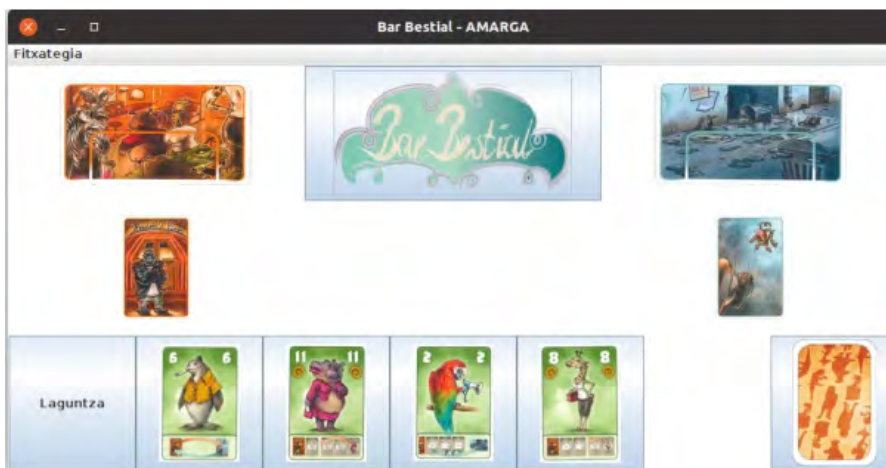 Bar Bestial - AMARGA
Fitxategia
Bar Bestial
6 6
11 11
2 2
8 8
Laguntza